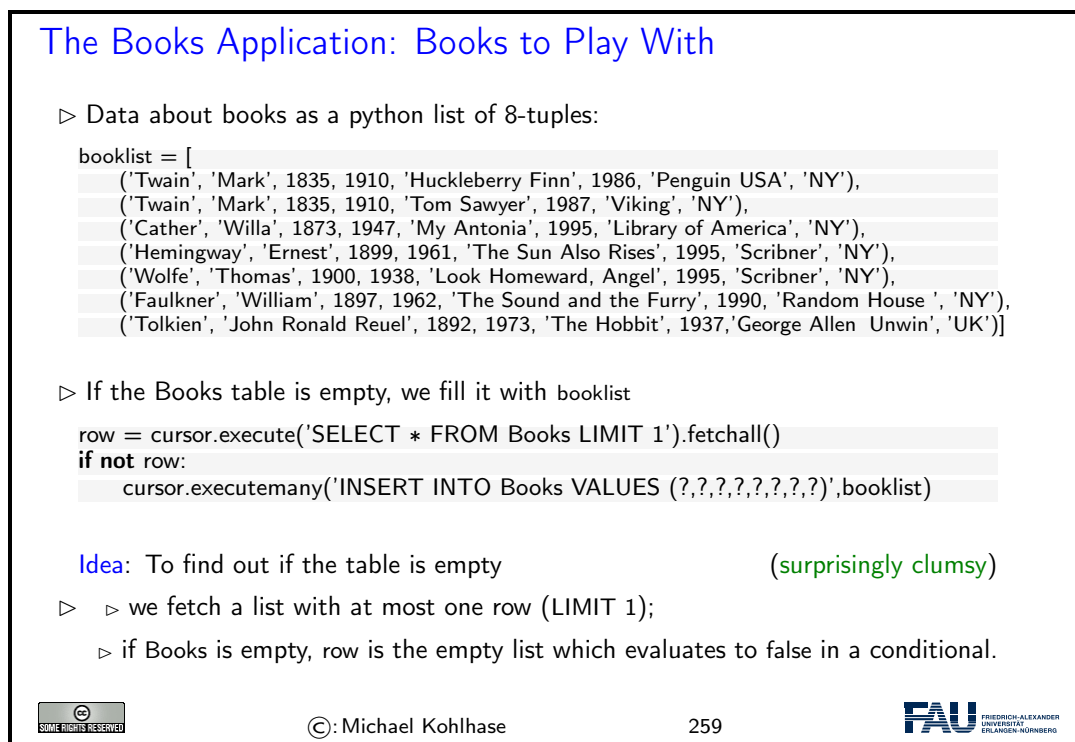 The Books Application: Books to Play With
▷ Data about books as a python list of 8-tuples:
booklist = [
('Twain', 'Mark', 1835, 1910, 'Huckleberry Finn', 1986, 'Penguin USA', 'NY'),
('Twain', 'Mark', 1835, 1910, 'Tom Sawyer', 1987, 'Viking', 'NY'),
('Cather', 'Willa', 1873, 1947, 'My Antonia', 1995, 'Library of America', 'NY'),
('Hemingway', 'Ernest', 1899, 1961, 'The Sun Also Rises', 1995, 'Scribner', 'NY'),
('Wolfe', 'Thomas', 1900, 1938, 'Look Homeward, Angel', 1995, 'Scribner', 'NY'),
('Faulkner', 'William', 1897, 1962, 'The Sound and the Furry', 1990, 'Random House ', 'NY'),
('Tolkien', 'John Ronald Reuel', 1892, 1973, 'The Hobbit', 1937,'George Allen  Unwin', 'UK')]
▷ If the Books table is empty, we fill it with booklist
row = cursor.execute('SELECT * FROM Books LIMIT 1').fetchall()
if not row:
cursor.executemany('INSERT INTO Books VALUES (?,?,?,?,?,?,?,?)',booklist)
Idea: To find out if the table is empty (surprisingly clumsy)
▷ ▷ we fetch a list with at most one row (LIMIT 1);
▷ if Books is empty, row is the empty list which evaluates to false in a conditional.
cc
SOME RIGHTS RESERVED
©: Michael Kohlhase
259
FAU
FRIEDRICH-ALEXANDER
UNIVERSITÄT
ERLANGEN-NÜRNBERG